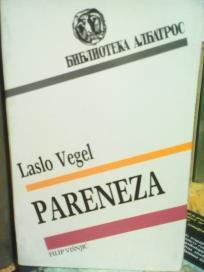 БИБЛИОТЕКА АЛБАТРОС
Laslo Vegel
PARENEZA
FILIP VIŠNJIĆ